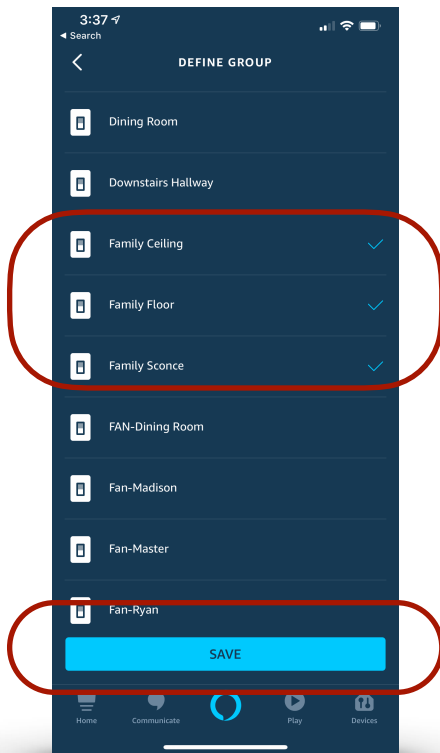 3:37
Search
DEFINE GROUP
Dining Room
Downstairs Hallway
Family Ceiling
Family Floor
Family Sconce
FAN-Dining Room
Fan-Madison
Fan-Master
Fan-Ryan
SAVE
Home Communicate Play Devices